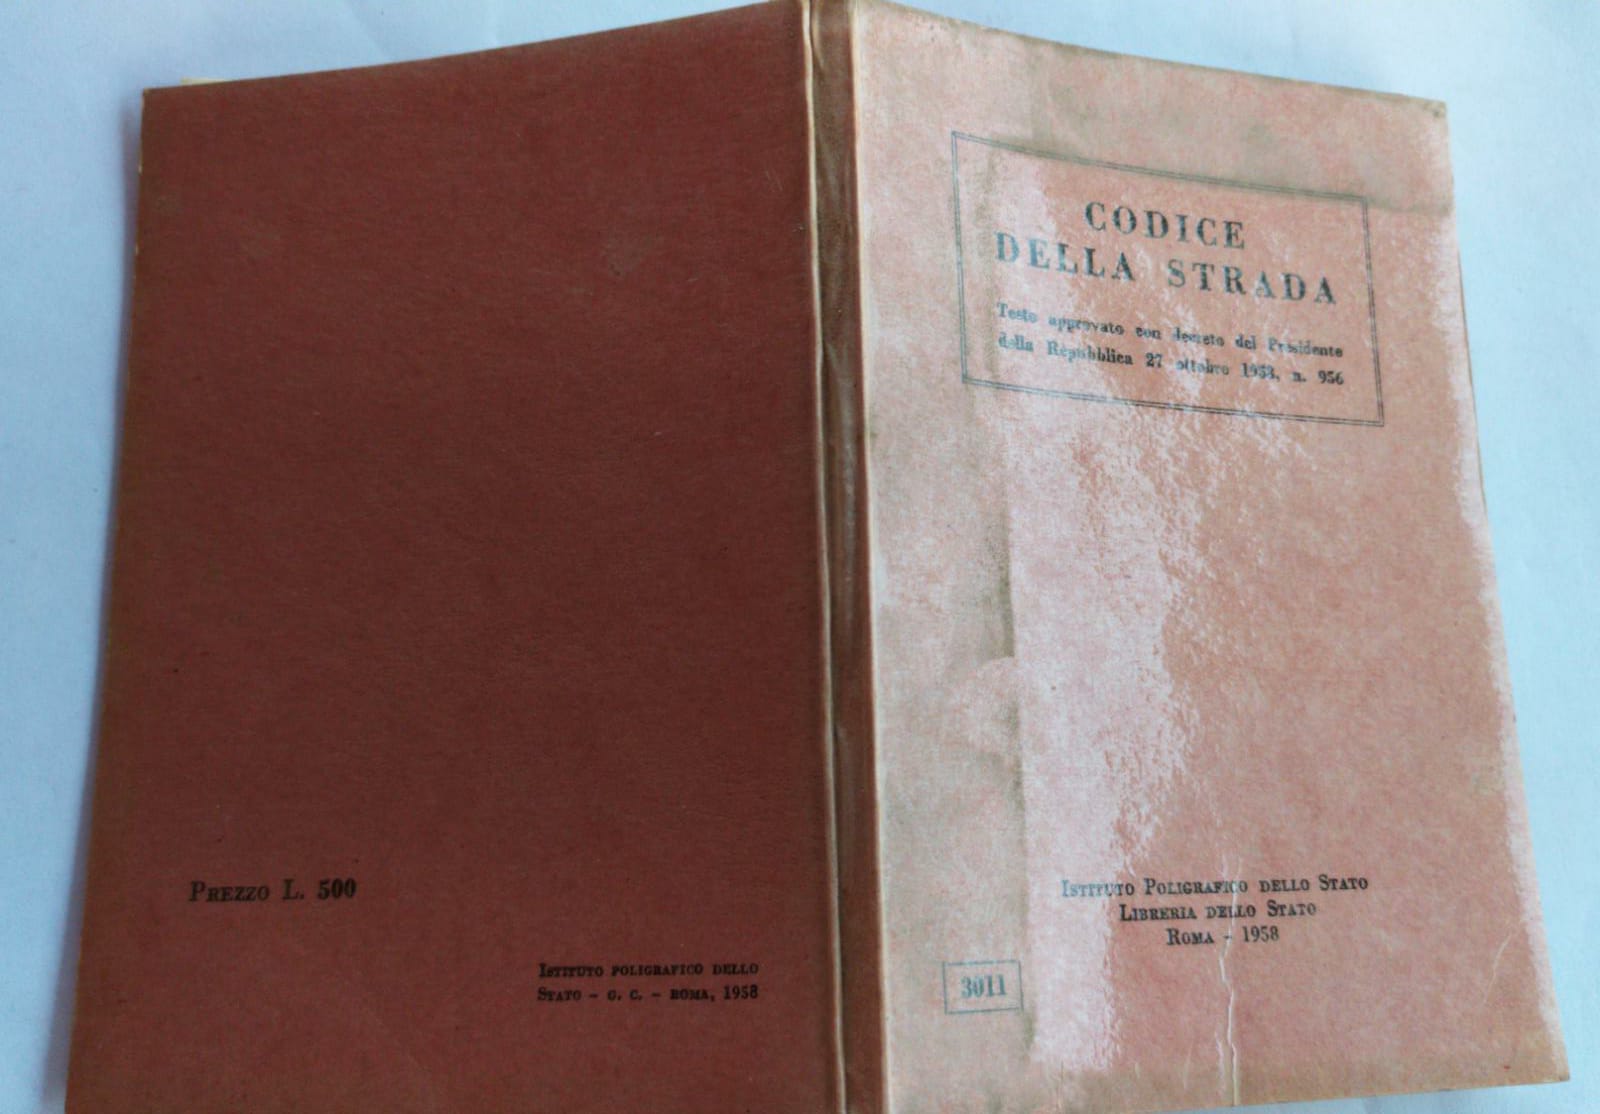 CODICE
DELLA STRADA
Testo approvato con decreto del Presidente
della Repubblica 27 ottobre 1958, n. 956
ISTITUTO POLIGRAFICO DELLO STATO
LIBRERIA DELLO STATO
ROMA - 1958
3011
PREZZO L. 500
ISTITUTO POLIGRAFICO DELLO
STATO - G. C. - ROMA, 1958